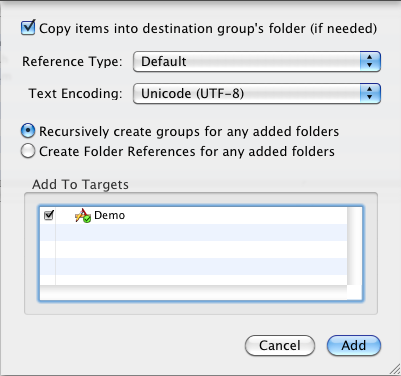 Copy items into destination group's folder (if needed)
Reference Type: Default
Text Encoding: Unicode (UTF-8)
Recursively create groups for any added folders
Create Folder References for any added folders
Add To Targets
Demo
Cancel Add